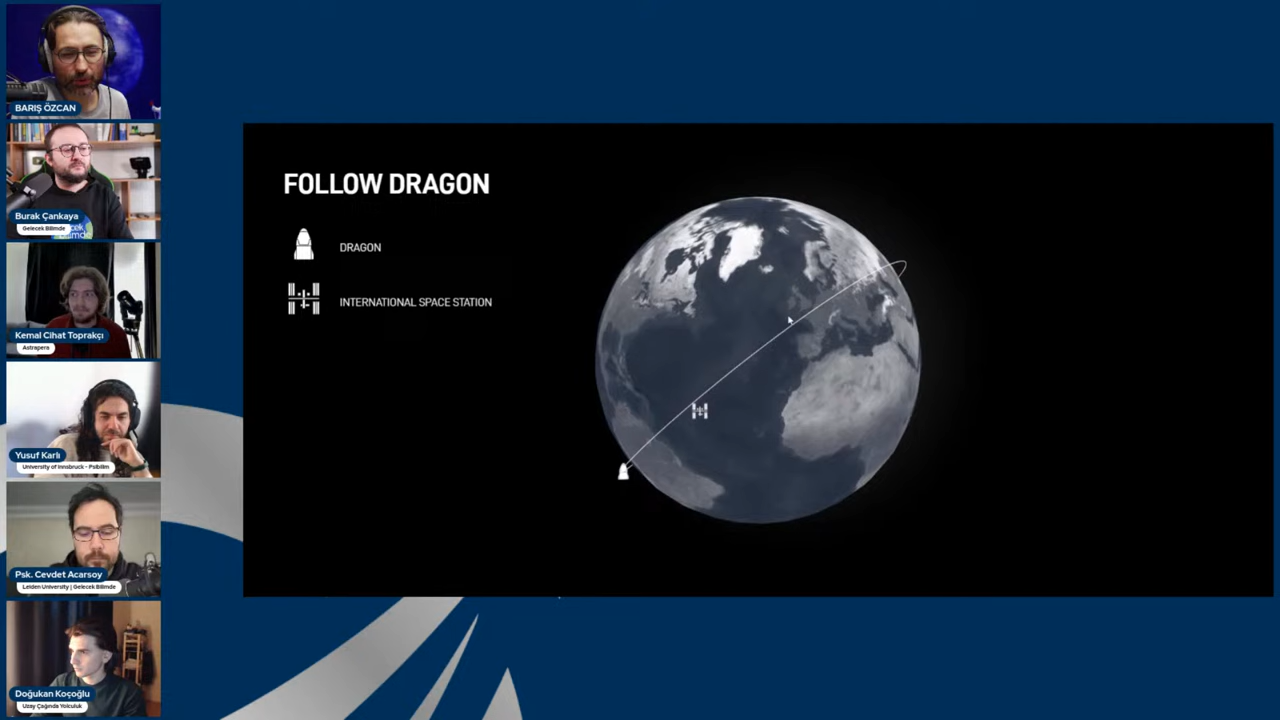 BARIŞ ÖZCAN
Burak Çankaya
Gelecek Bilimde
Kemal Cihat Toprakçı
Astrapera
Yusuf Karlı
University of Innsbruck - Psibilim
Psk. Cevdet Acarsoy
Leiden University | Gelecek Bilimde
Doğukan Koçoğlu
Uzay Çağında Yolculuk
FOLLOW DRAGON
DRAGON
INTERNATIONAL SPACE STATION